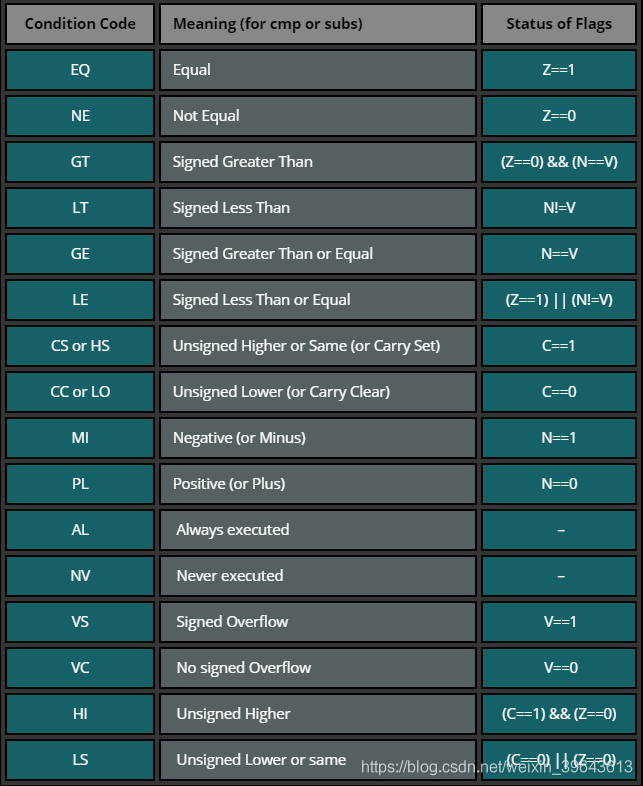 Condition Code Meaning (for cmp or subs) Status of Flags
EQ Equal Z==1
NE Not Equal Z==0
GT Signed Greater Than (Z==0) && (N==V)
LT Signed Less Than N!=V
GE Signed Greater Than or Equal N==V
LE Signed Less Than or Equal (Z==1) || (N!=V)
CS or HS Unsigned Higher or Same (or Carry Set) C==1
CC or LO Unsigned Lower (or Carry Clear) C==0
MI Negative (or Minus) N==1
PL Positive (or Plus) N==0
AL Always executed –
NV Never executed –
VS Signed Overflow V==1
VC No signed Overflow V==0
HI Unsigned Higher (C==1) && (Z==0)
LS Unsigned Lower or same (C==0) || (Z==0)
https://blog.csdn.net/weixin_39643613